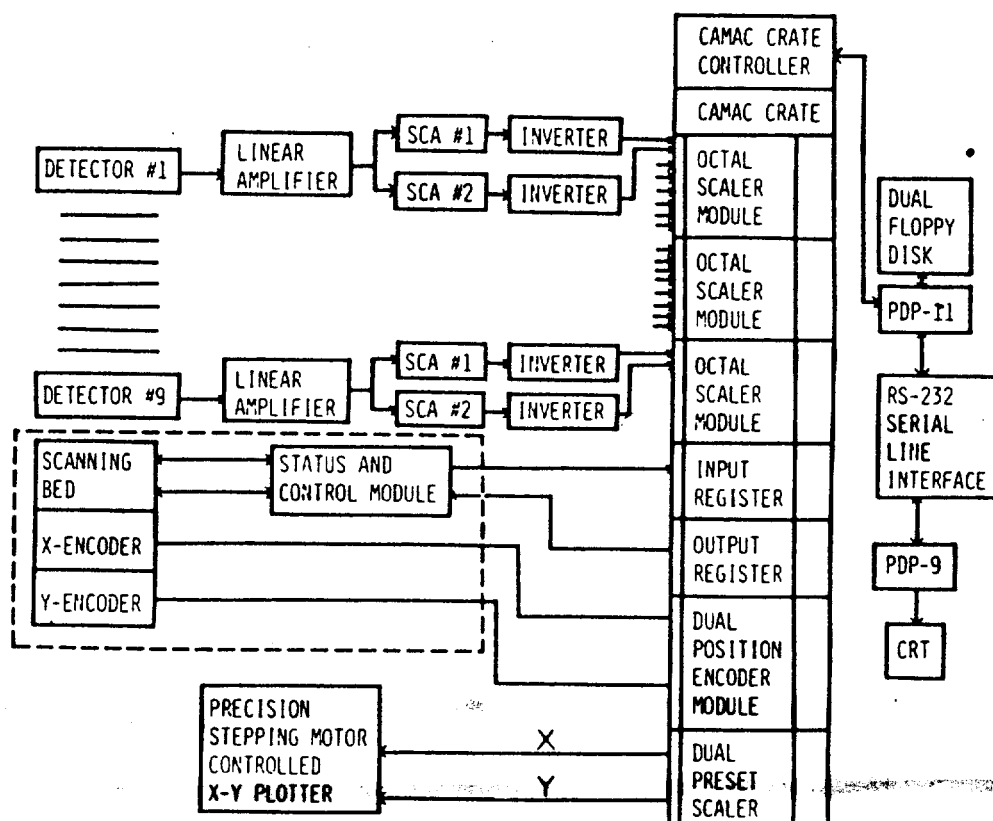 CAMAC CRATE
CONTROLLER
CAMAC CRATE
DETECTOR #1
LINEAR
AMPLIFIER
SCA #1
INVERTER
SCA #2
INVERTER
OCTAL
SCALER
MODULE
OCTAL
SCALER
MODULE
DETECTOR #9
LINEAR
AMPLIFIER
SCA #1
INVERTER
SCA #2
INVERTER
OCTAL
SCALER
MODULE
SCANNING
BED
STATUS AND
CONTROL MODULE
INPUT
REGISTER
X-ENCODER
OUTPUT
REGISTER
Y-ENCODER
DUAL
POSITION
ENCODER
MODULE
PRECISION
STEPPING MOTOR
CONTROLLED
X-Y PLOTTER
X
Y
DUAL
PRESET
SCALER
DUAL
FLOPPY
DISK
PDP-11
RS-232
SERIAL
LINE
INTERFACE
PDP-9
CRT